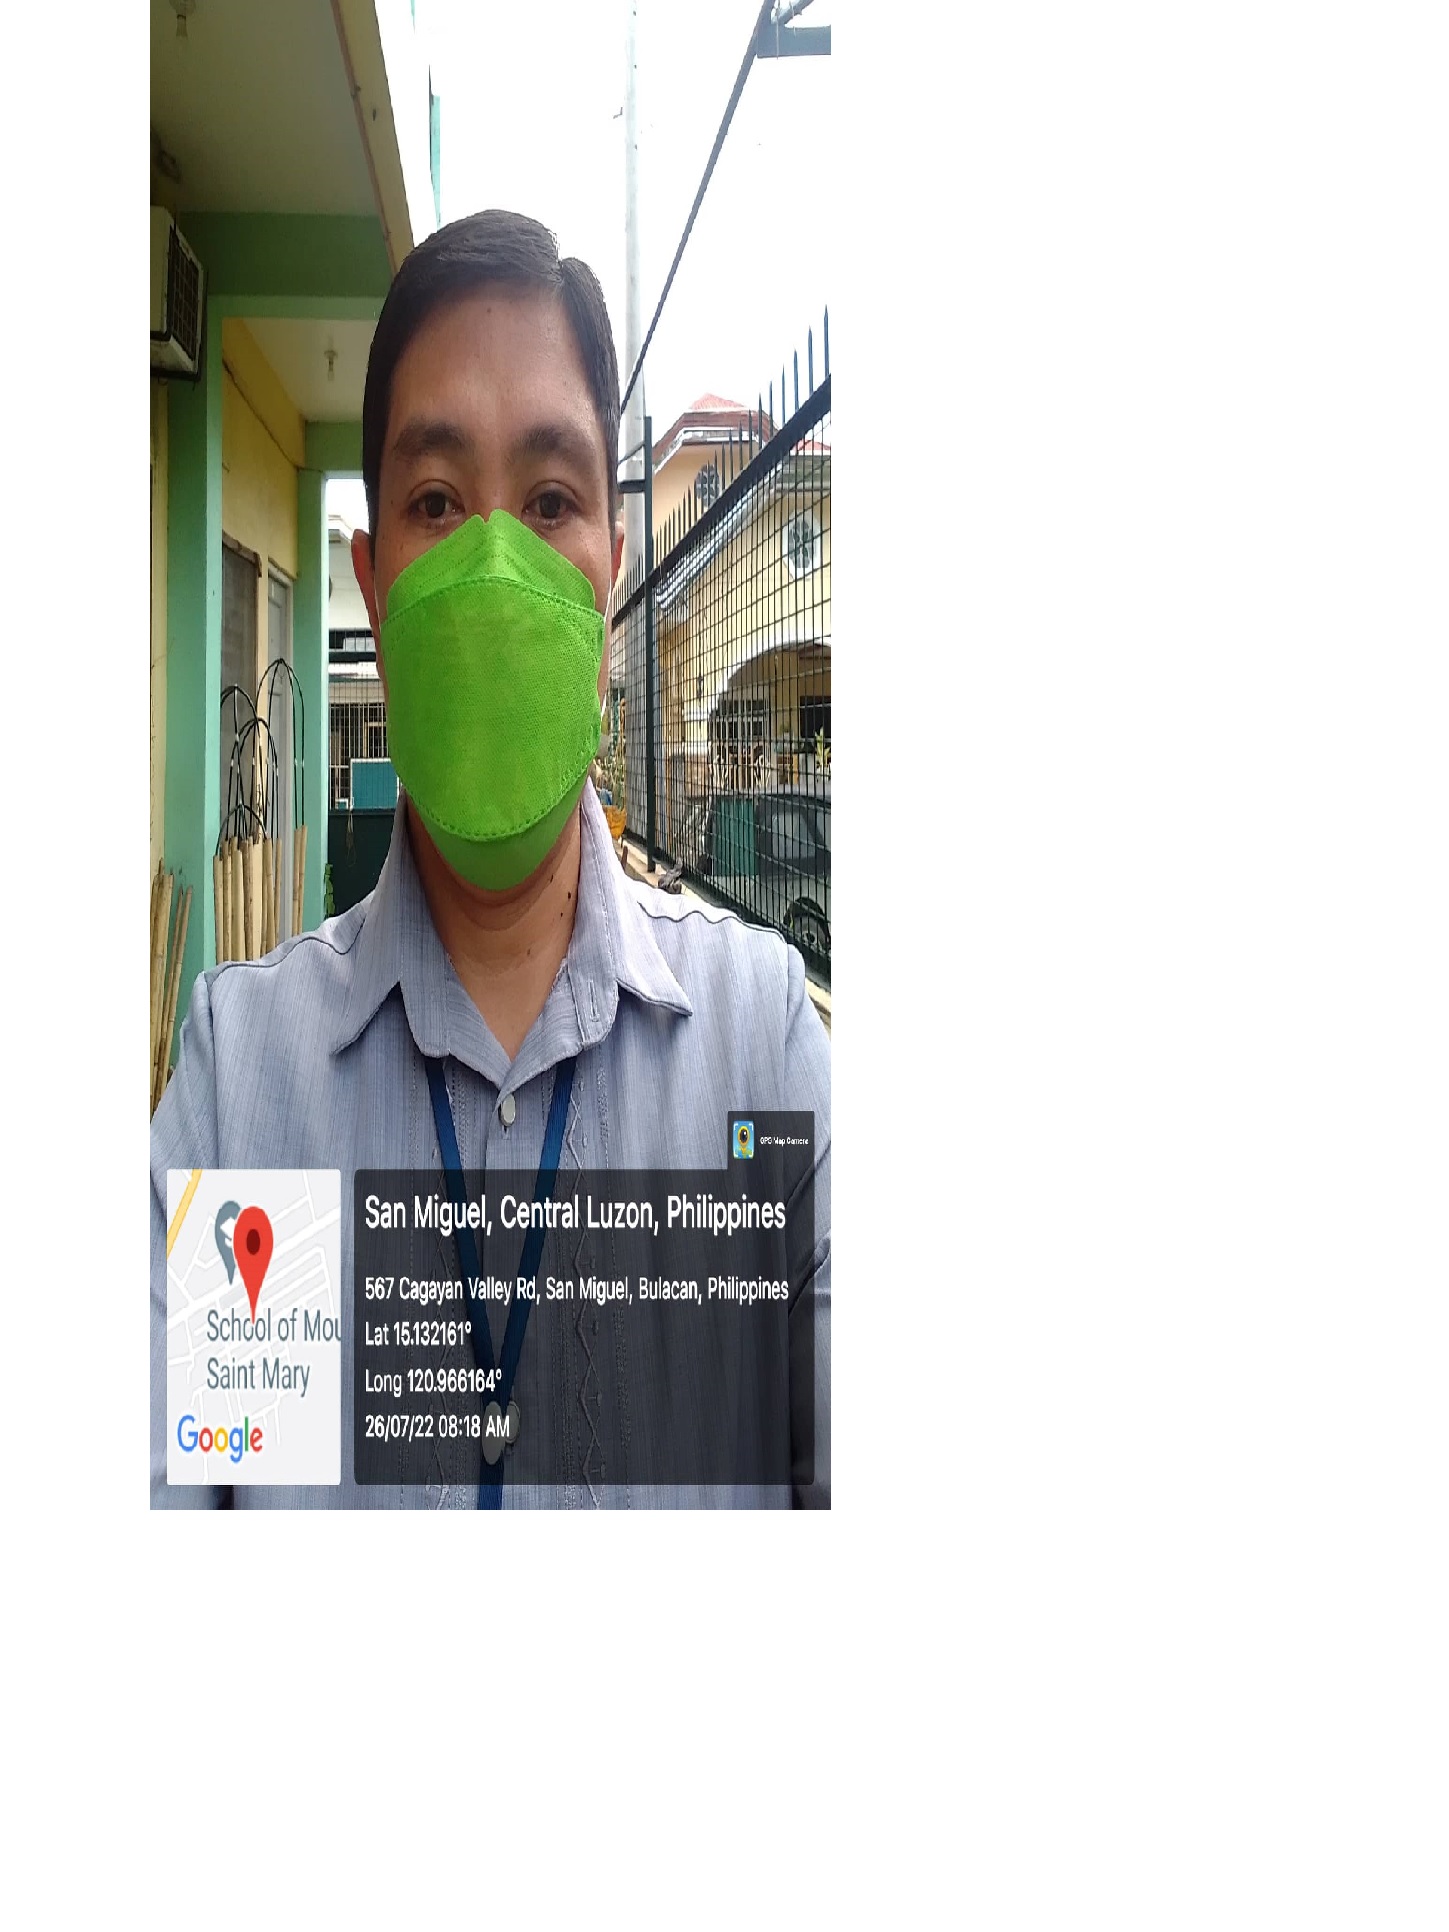 GPS Map Camera
San Miguel, Central Luzon, Philippines
567 Cagayan Valley Rd, San Miguel, Bulacan, Philippines
Lat 15.132161°
Long 120.966164°
26/07/22 08:18 AM
School of Mou
Saint Mary
Google